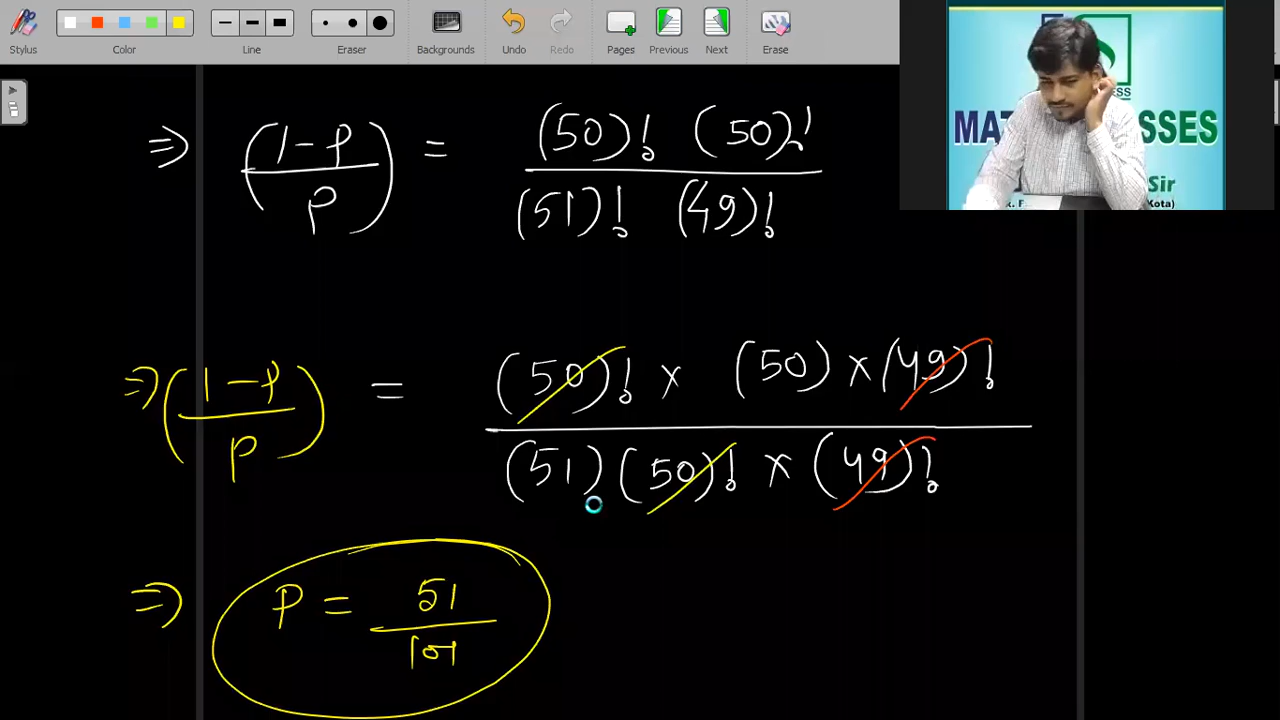 Stylus Color Line Eraser Backgrounds Undo Redo Pages Previous Next Erase
ESS
MAT SSES
Sir
(Kota)
⇒ (1-P / P) = (50)! (50)! / (51)! (49)!
⇒ (1-P / P) = (50)! x (50) x (49)! / (51) (50)! x (49)!
⇒ P = 51 / 101